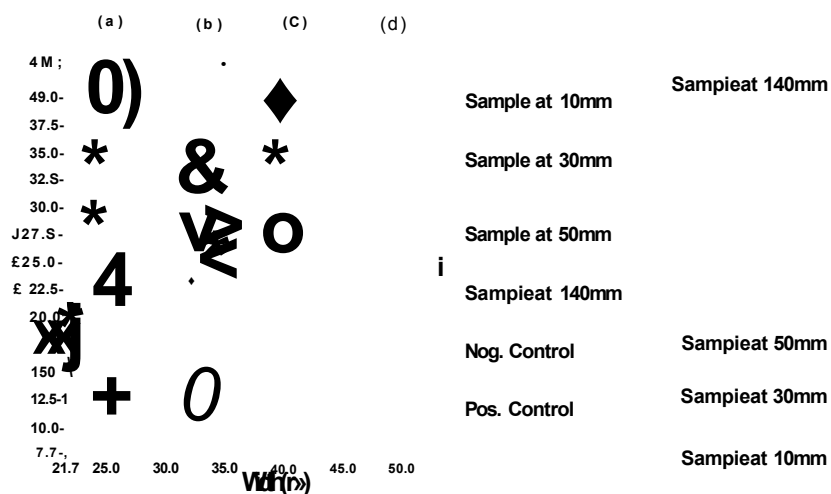 (a) (b) (C) (d)
4 M ;
Sampieat 140mm
49.0-
Sample at 10mm
37.5-
35.0-
Sample at 30mm
32.S-
30.0-
J27.S-
Sample at 50mm
£25.0-
£ 22.5-
Sampieat 140mm
20.0
Nog. Control
Sampieat 50mm
150
12.5-1
Sampieat 30mm
Pos. Control
10.0-
7.7-,
Sampieat 10mm
21.7 25.0 30.0 35.0 40.0 45.0 50.0